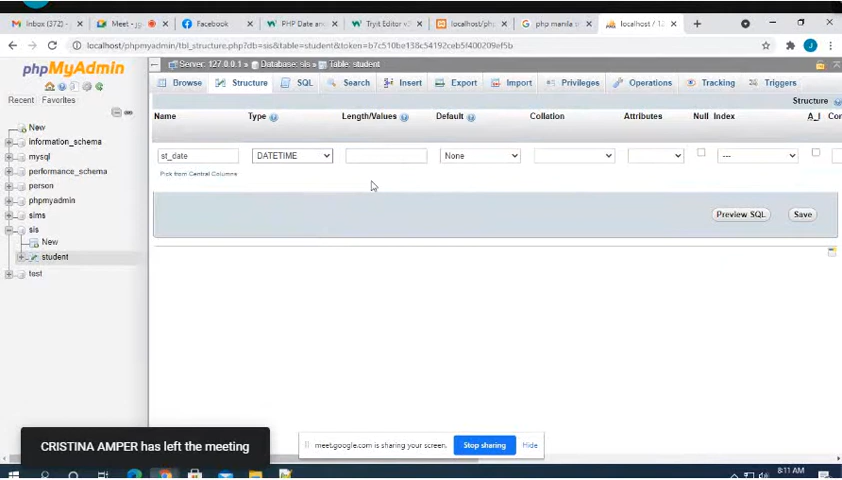 Inbox (313)
Meet - jp
Facebook
PHP Date an
Tryit Editor v3
localhost/ph
php manila
localhost / 12
localhost/phpmyadmin/tbl_structure.php?db=sis&table=student&token=b7c510be138c54192ceb5f400209ef5b
phpMyAdmin
Recent Favorites
New
information_schema
mysql
performance_schema
person
phpmyadmin
sims
sis
New
student
test
Server: 127.0.0.1 » Database: sis » Table: student
Browse Structure SQL Search Insert Export Import Privileges Operations Tracking Triggers
Structure
Name Type Length/Values Default Collation Attributes Null Index A_I
st_date DATETIME None ---
Pick from Central Columns
Preview SQL Save
CRISTINA AMPER has left the meeting
meet.google.com is sharing your screen. Stop sharing Hide
8:11 AM